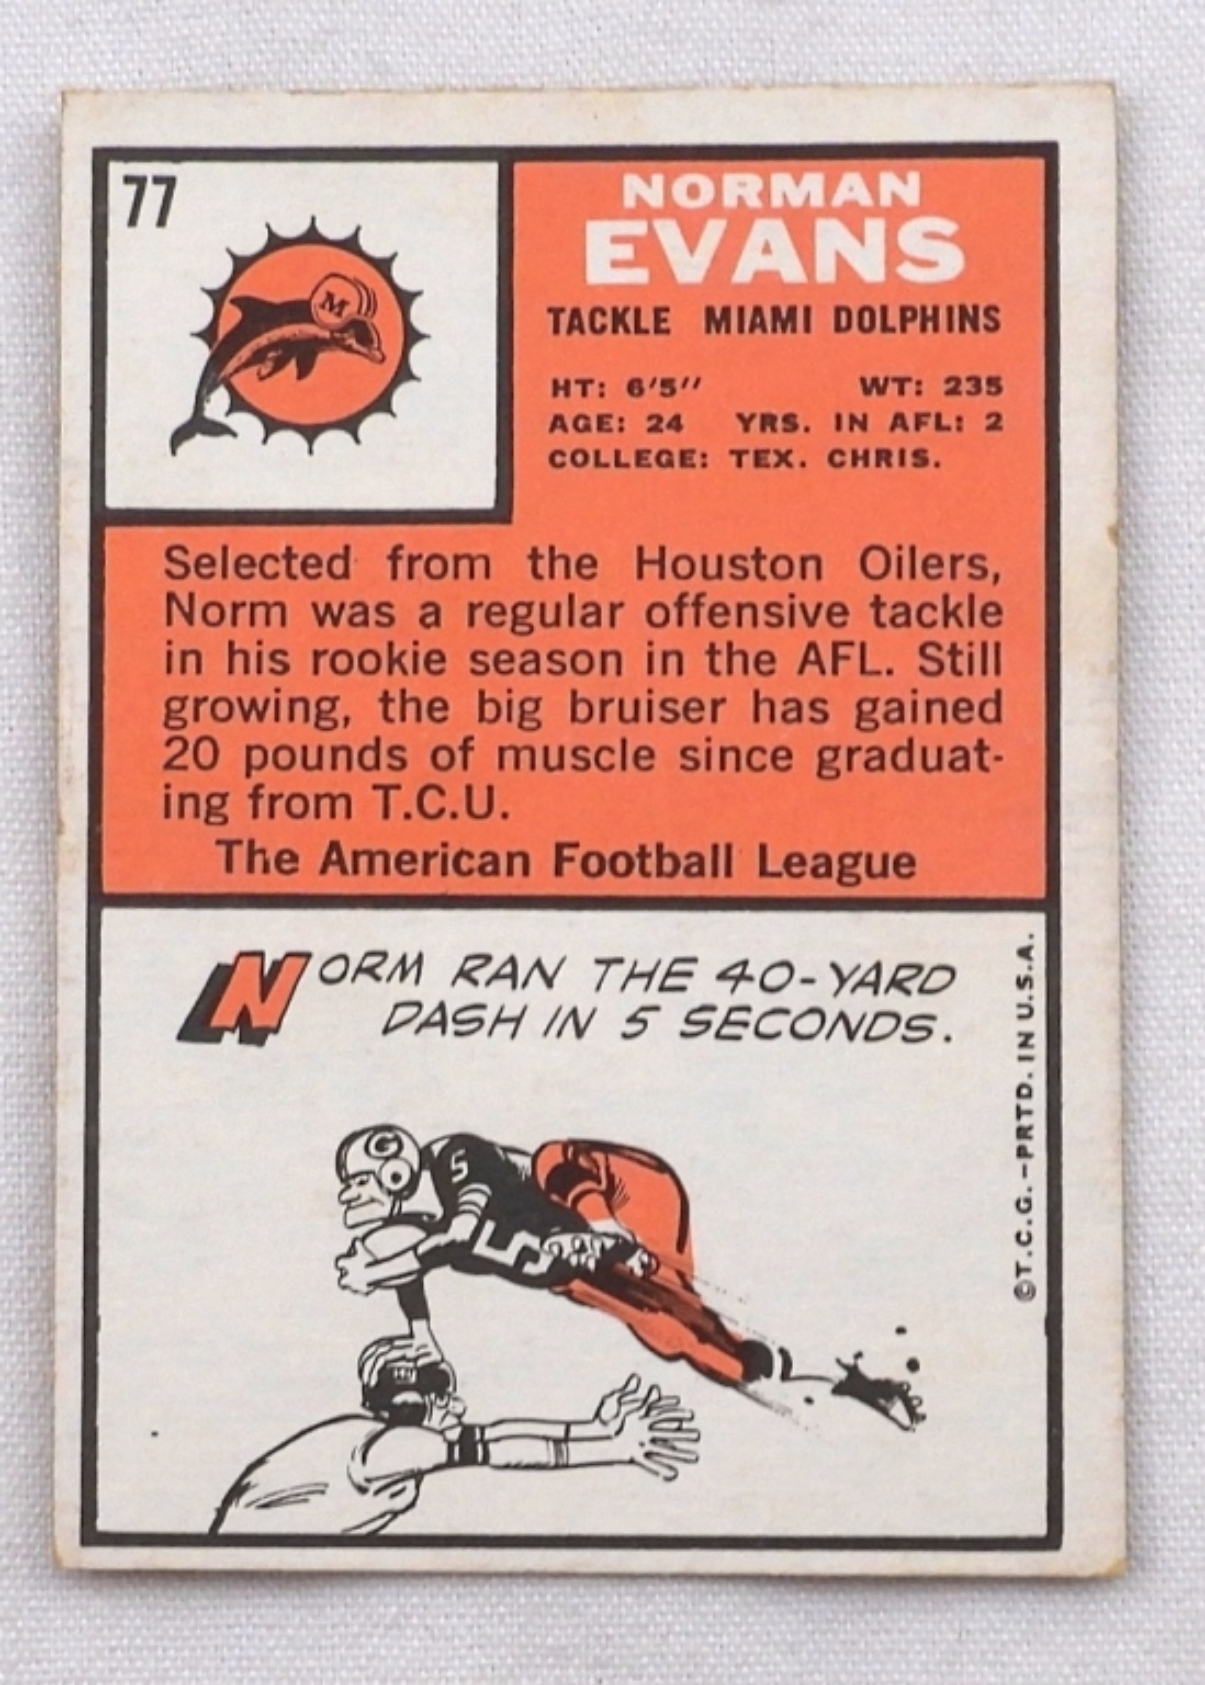 77
M
NORMAN
EVANS
TACKLE MIAMI DOLPHINS
HT: 6'5" WT: 235
AGE: 24 YRS. IN AFL: 2
COLLEGE: TEX. CHRIS.
Selected from the Houston Oilers,
Norm was a regular offensive tackle
in his rookie season in the AFL. Still
growing, the big bruiser has gained
20 pounds of muscle since graduat-
ing from T.C.U.
The American Football League
NORM RAN THE 40-YARD
DASH IN 5 SECONDS.
G
5
5
©T.C.G.-PRTD. IN U.S.A.